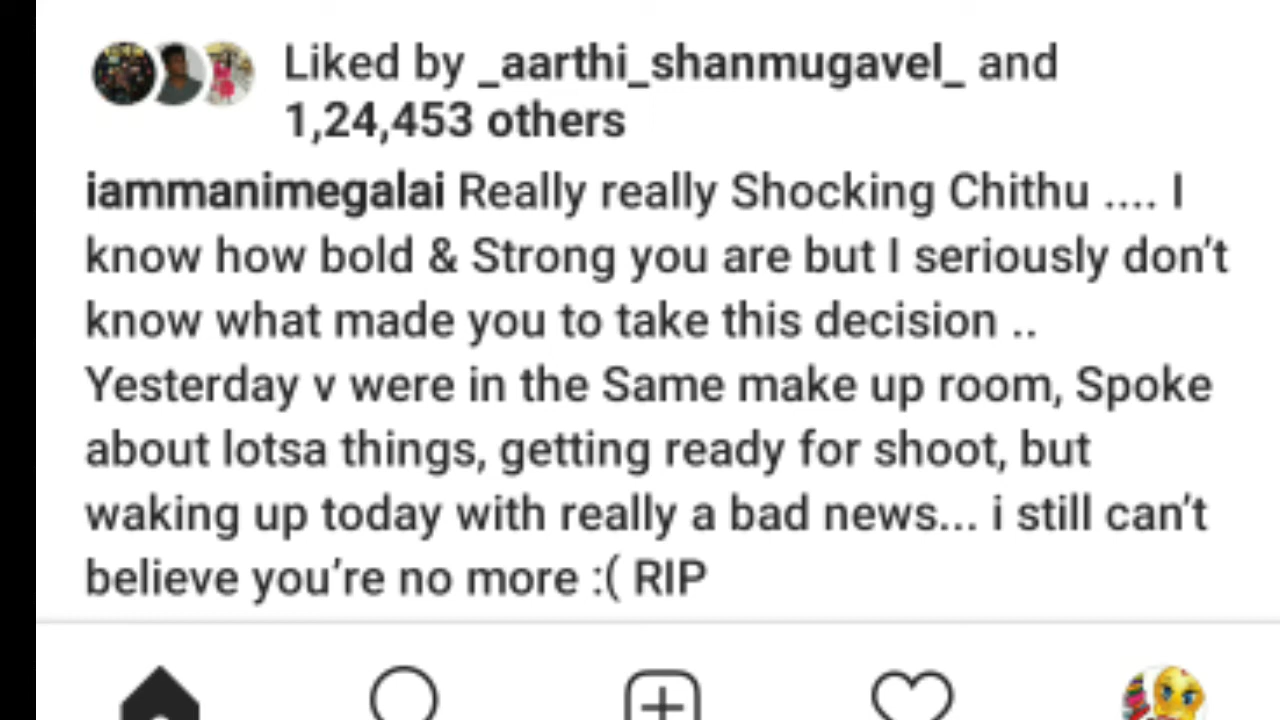 Liked by _aarthi_shanmugavel_ and
1,24,453 others
iammanimegalai Really really Shocking Chithu .... I
know how bold & Strong you are but I seriously don't
know what made you to take this decision ..
Yesterday v were in the Same make up room, Spoke
about lotsa things, getting ready for shoot, but
waking up today with really a bad news... i still can't
believe you're no more :( RIP